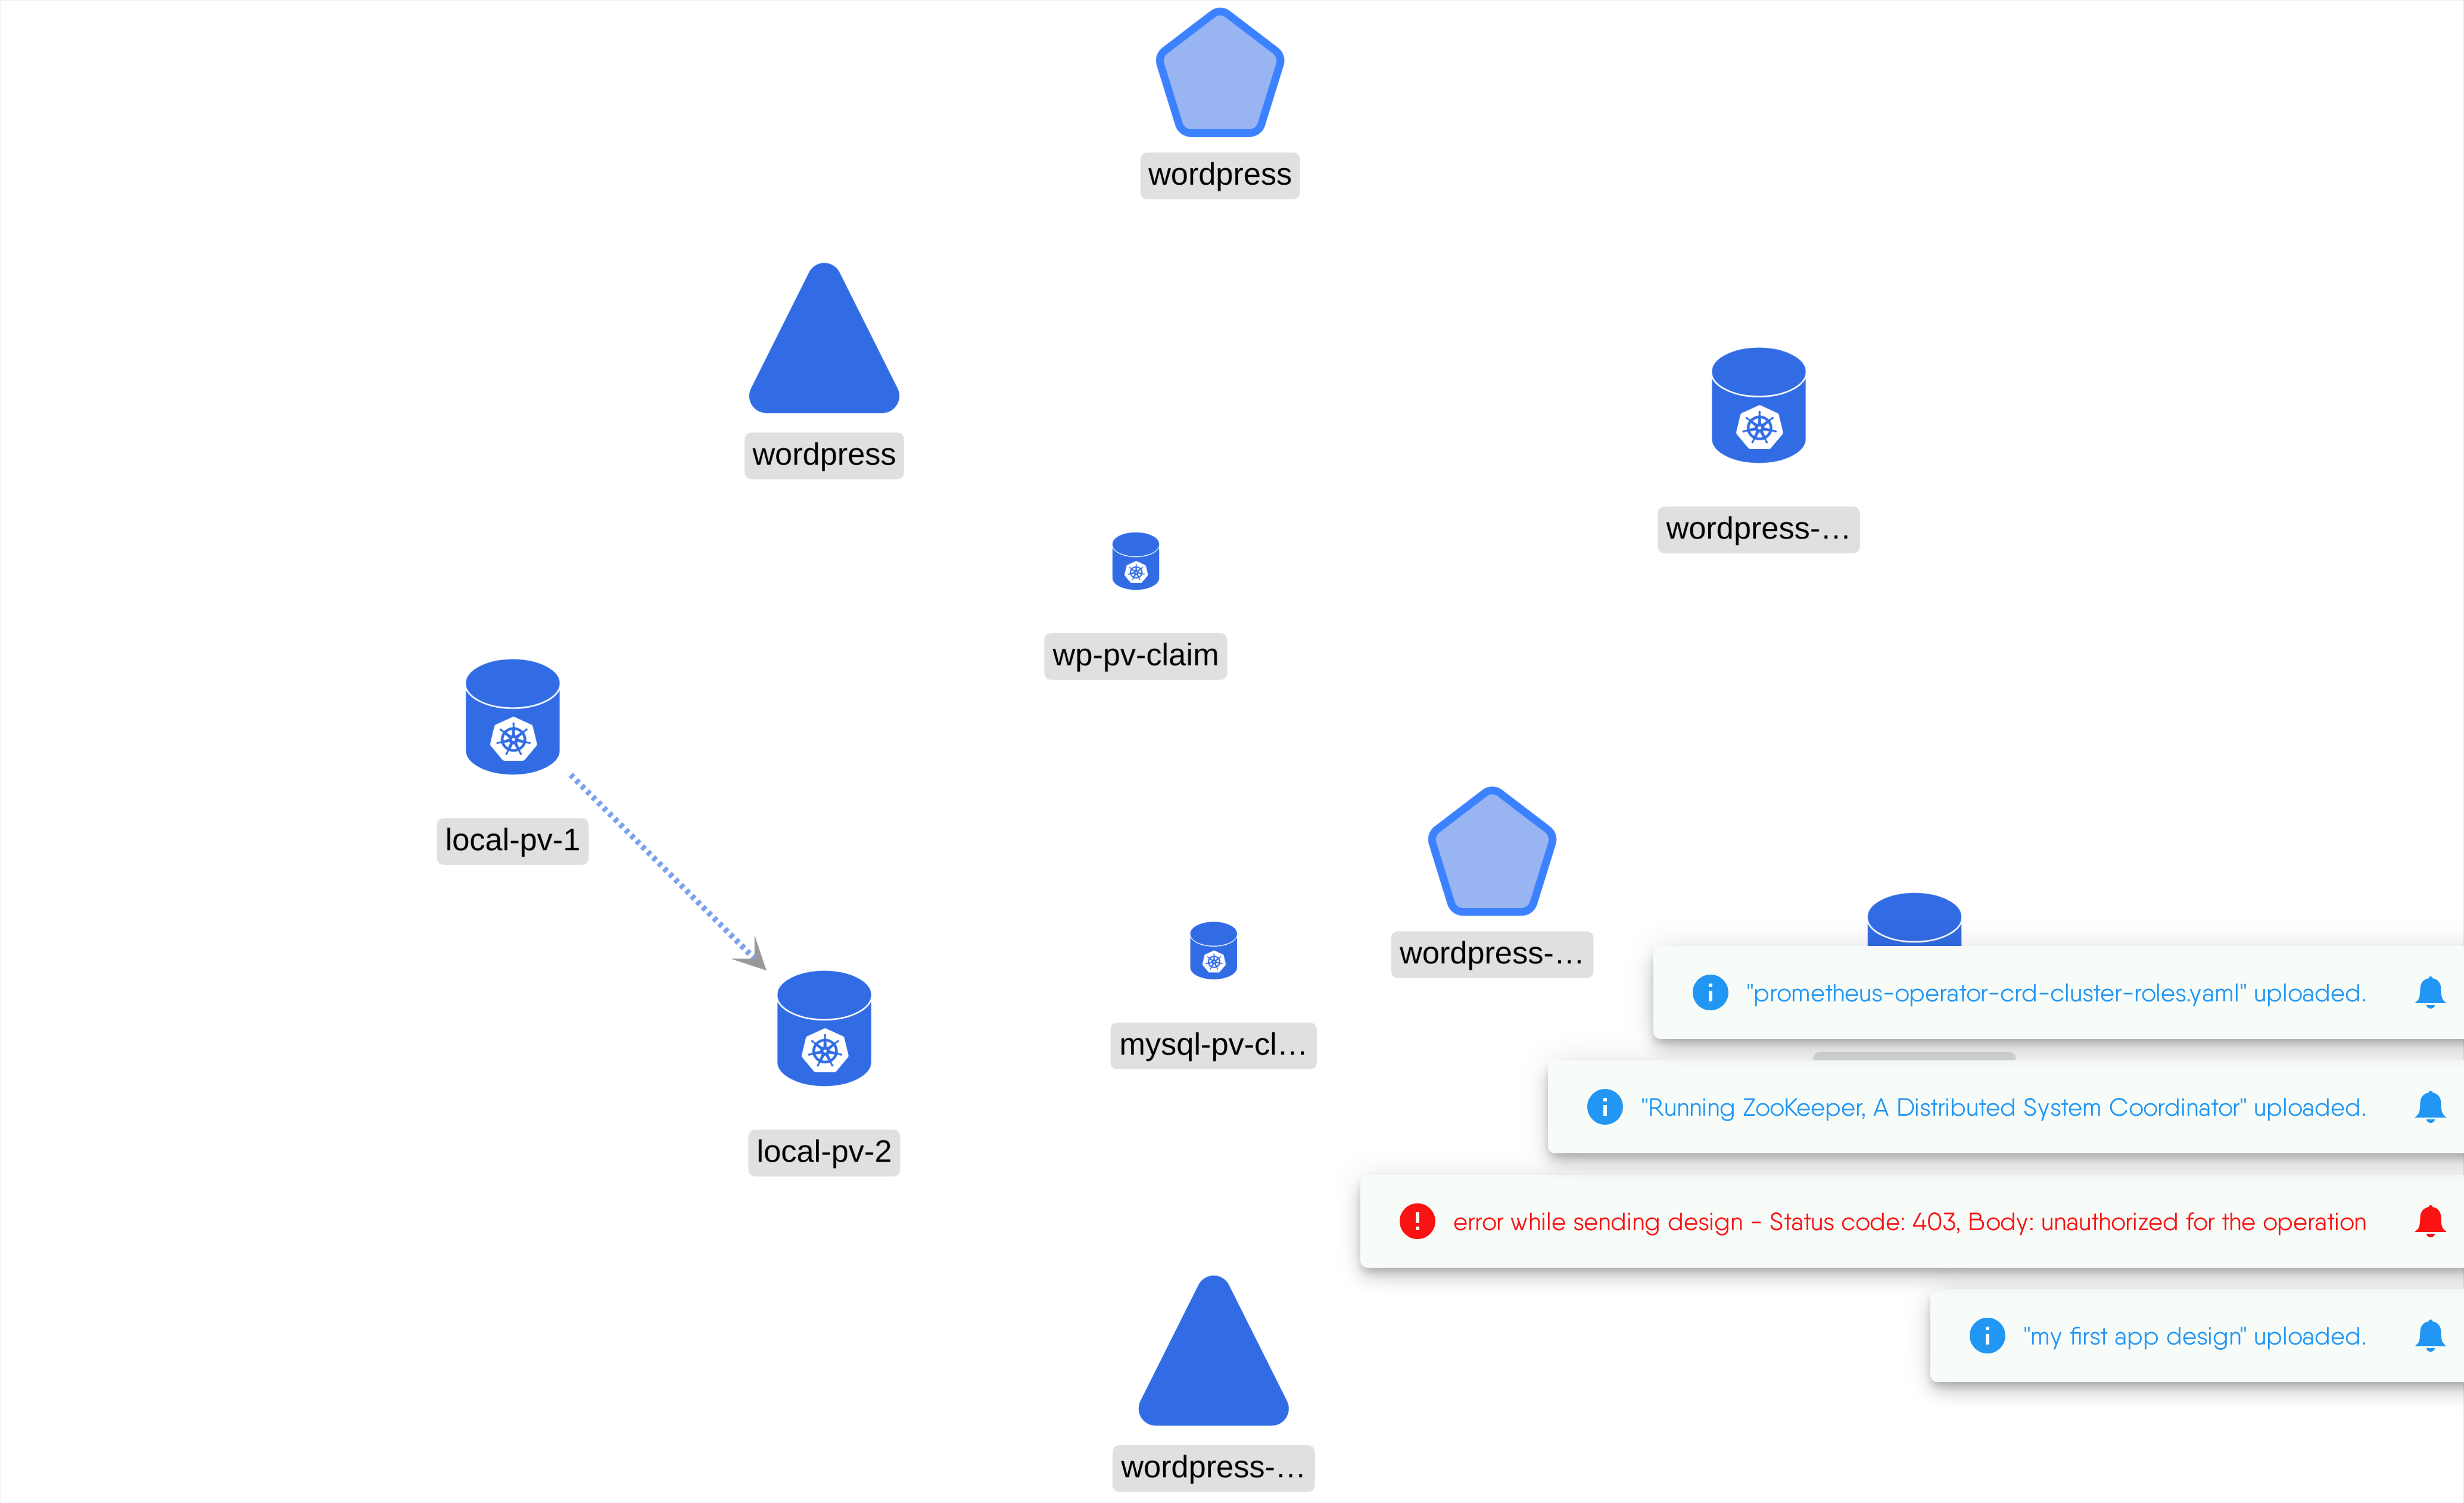 wordpress
wordpress
wordpress-…
wp-pv-claim
local-pv-1
wordpress-…
"prometheus-operator-crd-cluster-roles.yaml" uploaded.
mysql-pv-cl…
"Running ZooKeeper, A Distributed System Coordinator" uploaded.
local-pv-2
error while sending design - Status code: 403, Body: unauthorized for the operation
"my first app design" uploaded.
wordpress-…